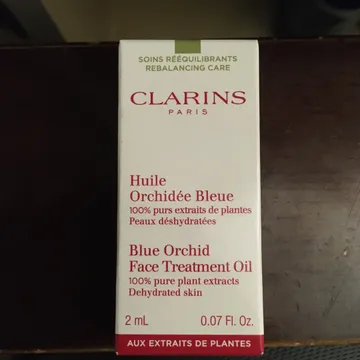 SOINS RÉÉQUILIBRANTS
REBALANCING CARE
CLARINS
PARIS
Huile
Orchidée Bleue
100% purs extraits de plantes
Peaux déshydratées
Blue Orchid
Face Treatment Oil
100% pure plant extracts
Dehydrated skin
2 mL 0.07 Fl. Oz.
AUX EXTRAITS DE PLANTES